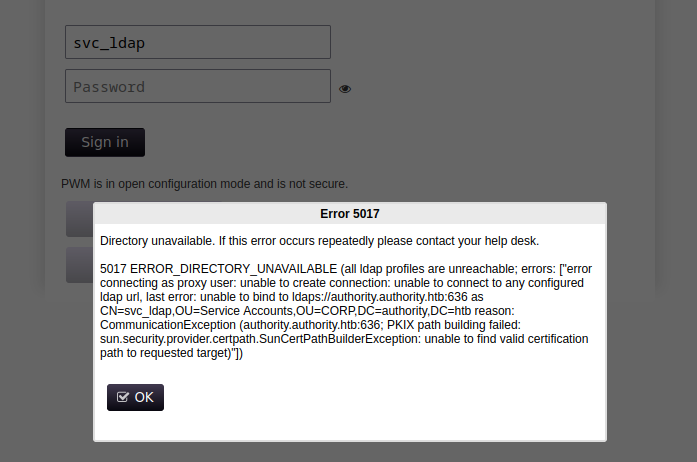 svc_ldap
Password
Sign in
PWM is in open configuration mode and is not secure.
Error 5017
Directory unavailable. If this error occurs repeatedly please contact your help desk.
5017 ERROR_DIRECTORY_UNAVAILABLE (all ldap profiles are unreachable; errors: ["error
connecting as proxy user: unable to create connection: unable to connect to any configured
ldap url, last error: unable to bind to ldaps://authority.authority.htb:636 as
CN=svc_ldap,OU=Service Accounts,OU=CORP,DC=authority,DC=htb reason:
CommunicationException (authority.authority.htb:636; PKIX path building failed:
sun.security.provider.certpath.SunCertPathBuilderException: unable to find valid certification
path to requested target)"])
OK